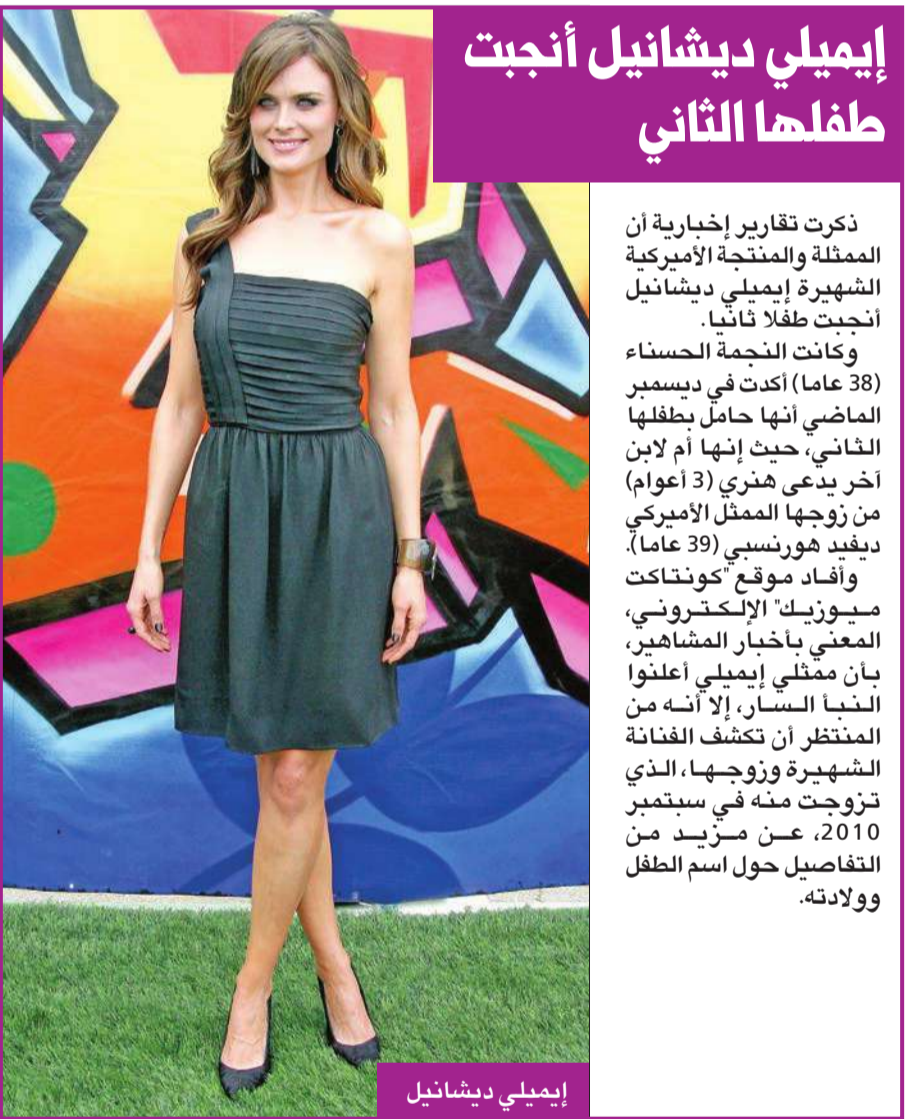 إيميلي ديشانيل أنجبت
طفلها الثاني
ذكرت تقارير إخبارية أن
الممثلة والمنتجة الأميركية
الشهيرة إيميلي ديشانيل
أنجبت طفلا ثانيا.
وكانت النجمة الحسناء
(38 عاما) أكدت في ديسمبر
الماضي أنها حامل بطفلها
الثاني، حيث إنها أم لابن
آخر يدعى هنري (3 أعوام)
من زوجها الممثل الأميركي
ديفيد هورنسبي (39 عاما).
وأفاد موقع "كونتاكت
ميوزيك" الإلكتروني،
المعني بأخبار المشاهير،
بأن ممثلي إيميلي أعلنوا
النبأ السار، إلا أنه من
المنتظر أن تكشف الفنانة
الشهيرة وزوجها، الذي
تزوجت منه في سبتمبر
2010، عن مزيد من
التفاصيل حول اسم الطفل
وولادته.
إيميلي ديشانيل